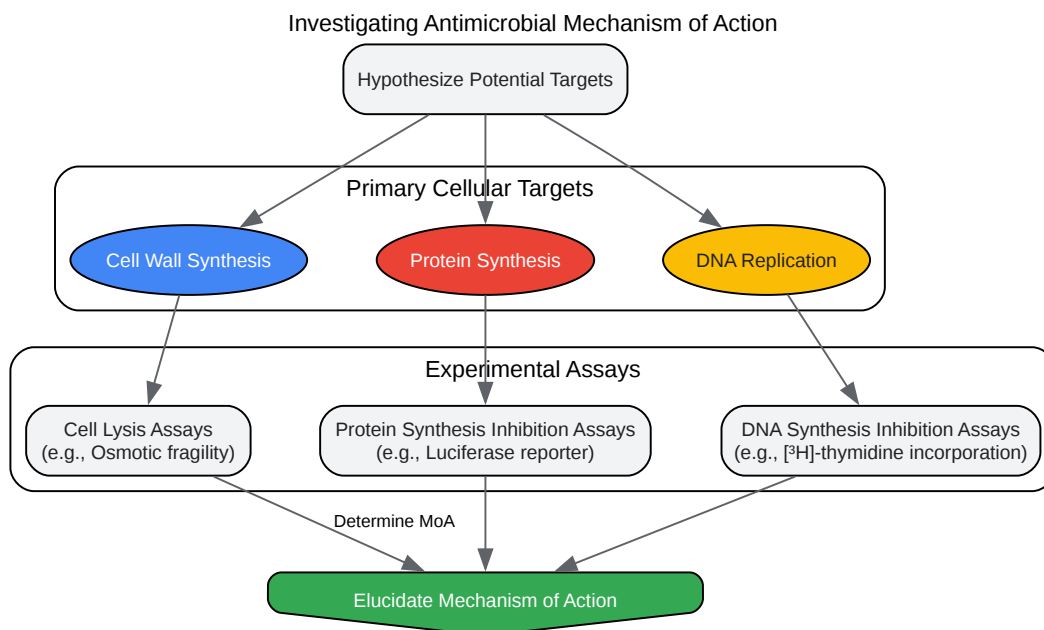 Investigating Antimicrobial Mechanism of Action
Hypothesize Potential Targets
Primary Cellular Targets
Cell Wall Synthesis
Protein Synthesis
DNA Replication
Experimental Assays
Cell Lysis Assays
(e.g., Osmotic fragility)
Protein Synthesis Inhibition Assays
(e.g., Luciferase reporter)
DNA Synthesis Inhibition Assays
(e.g., [³H]-thymidine incorporation)
Determine MoA
Elucidate Mechanism of Action